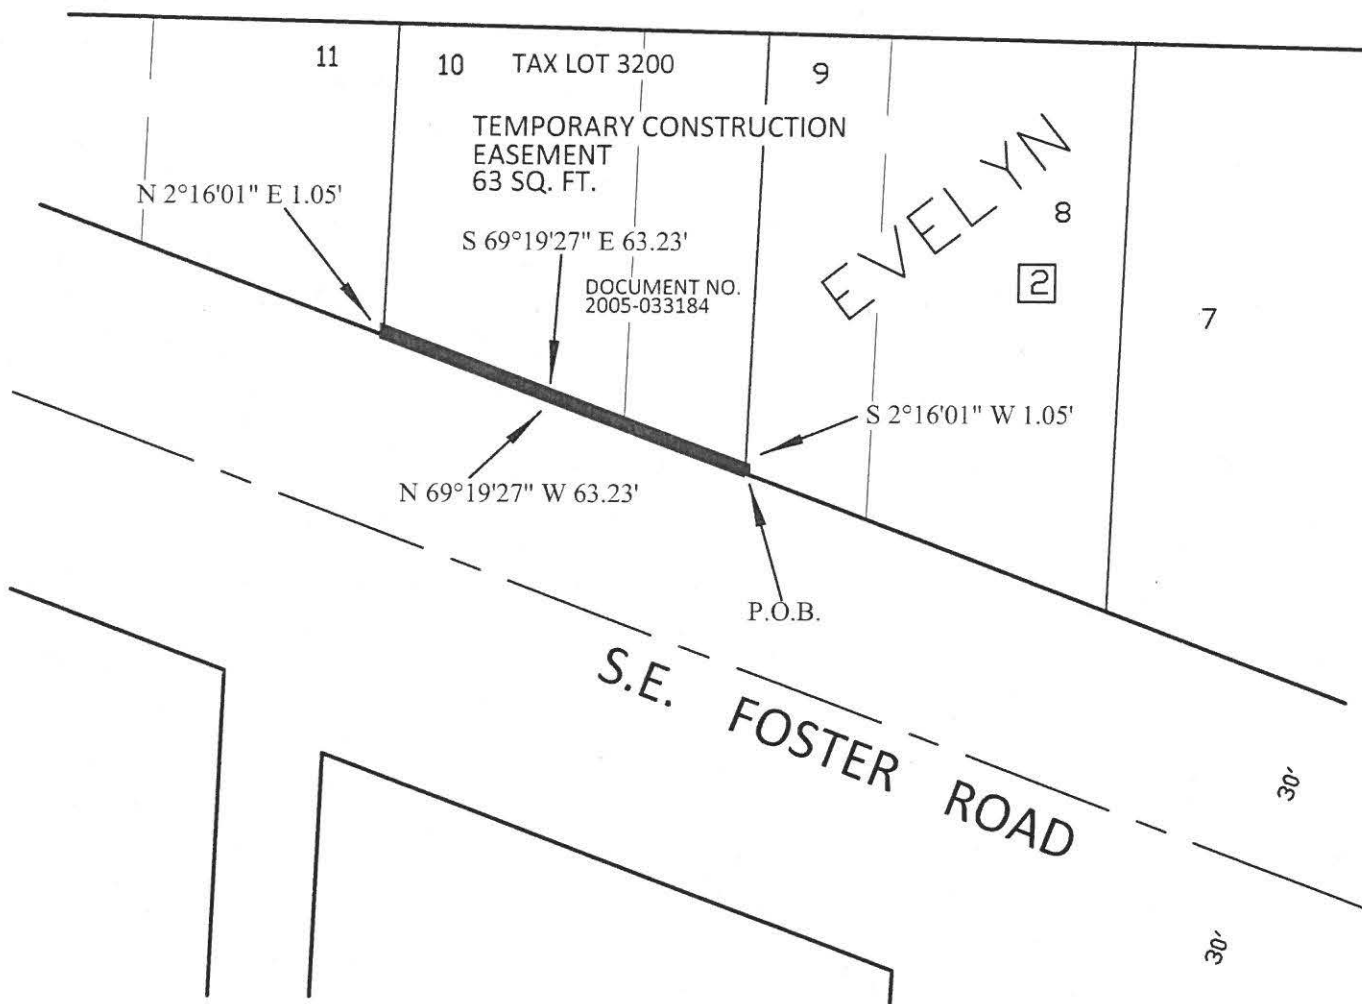 11
10
TAX LOT 3200
9
TEMPORARY CONSTRUCTION
EASEMENT
63 SQ. FT.
EVELYN
N 2°16'01" E 1.05'
8
S 69°19'27" E 63.23'
DOCUMENT NO.
2005-033184
2
7
S 2°16'01" W 1.05'
N 69°19'27" W 63.23'
P.O.B.
S.E. FOSTER ROAD
30'
30'